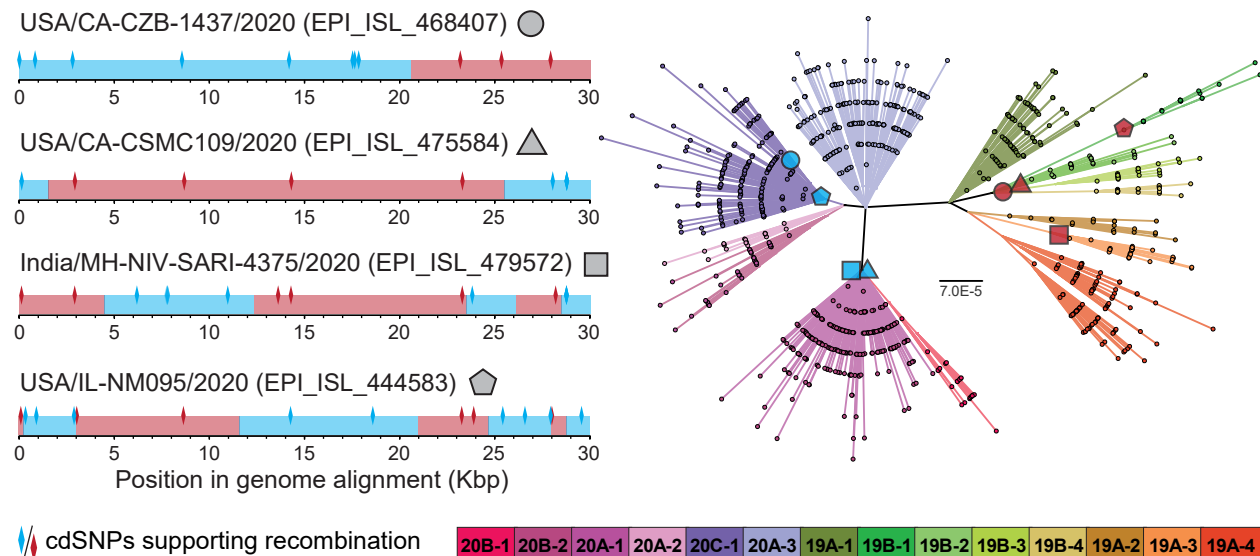 USA/CA-CZB-1437/2020 (EPI_ISL_468407)
0 5 10 15 20 25 30
USA/CA-CSMC109/2020 (EPI_ISL_475584)
0 5 10 15 20 25 30
India/MH-NIV-SARI-4375/2020 (EPI_ISL_479572)
0 5 10 15 20 25 30
USA/IL-NM095/2020 (EPI_ISL_444583)
0 5 10 15 20 25 30
Position in genome alignment (Kbp)
7.0E-5
cdSNPs supporting recombination
20B-1 20B-2 20A-1 20A-2 20C-1 20A-3 19A-1 19B-1 19B-2 19B-3 19B-4 19A-2 19A-3 19A-4